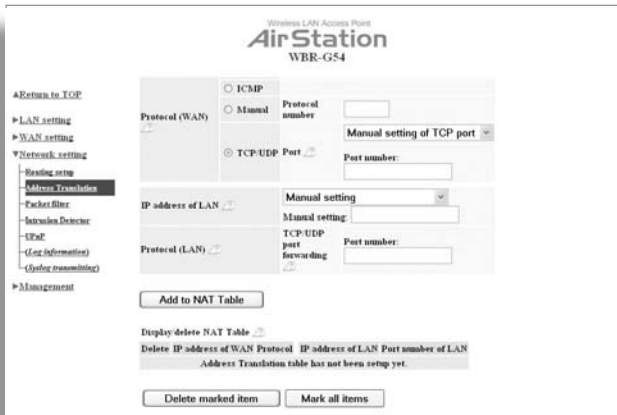 Wireless LAN Access Point
AirStation
WBR-G54
Return to TOP
LAN setting
WAN setting
Network setting
Routing setup
Address Translation
Packet filter
Intrusion Detector
UPnP
(Log information)
(Syslog transmitting)
Management
Protocol (WAN)
ICMP
Manual Protocol number
TCP/UDP Port Manual setting of TCP port
Port number:
IP address of LAN Manual setting
Manual setting:
Protocol (LAN) TCP/UDP port forwarding Port number:
Add to NAT Table
Display/delete NAT Table
Delete IP address of WAN Protocol IP address of LAN Port number of LAN
Address Translation table has not been setup yet.
Delete marked item Mark all items